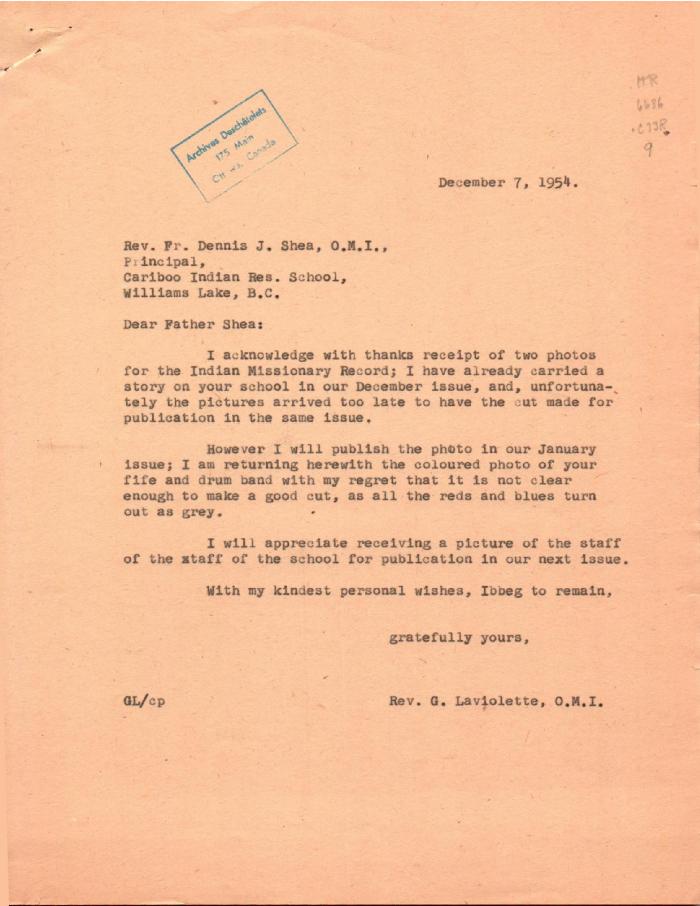 Archives Deschâtelets
175 Main
Canada
HR
6686
.C73R
9
December 7, 1954.
Rev. Fr. Dennis J. Shea, O.M.I.,
Principal,
Cariboo Indian Res. School,
Williams Lake, B.C.
Dear Father Shea:
I acknowledge with thanks receipt of two photos
for the Indian Missionary Record; I have already carried a
story on your school in our December issue, and, unfortuna-
tely the pictures arrived too late to have the cut made for
publication in the same issue.
However I will publish the photo in our January
issue; I am returning herewith the coloured photo of your
fife and drum band with my regret that it is not clear
enough to make a good cut, as all the reds and blues turn
out as grey.
I will appreciate receiving a picture of the staff
of the xtaff of the school for publication in our next issue.
With my kindest personal wishes, Ibbeg to remain,
gratefully yours,
GL/cp
Rev. G. Laviolette, O.M.I.